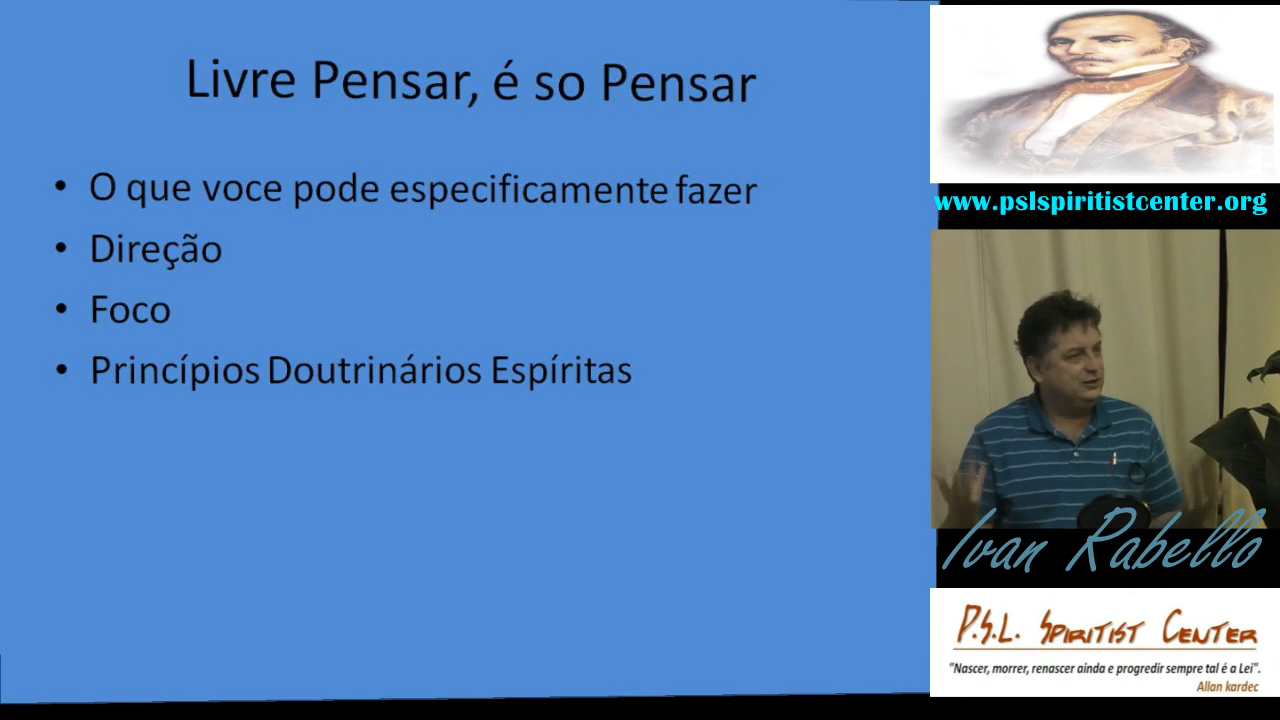 Livre Pensar, é so Pensar
• O que voce pode especificamente fazer
• Direção
• Foco
• Princípios Doutrinários Espíritas
www.pslspiritistcenter.org
Ivan Rabello
P.S.L. Spiritist Center
"Nascer, morrer, renascer ainda e progredir sempre tal é a Lei".
Allan kardec